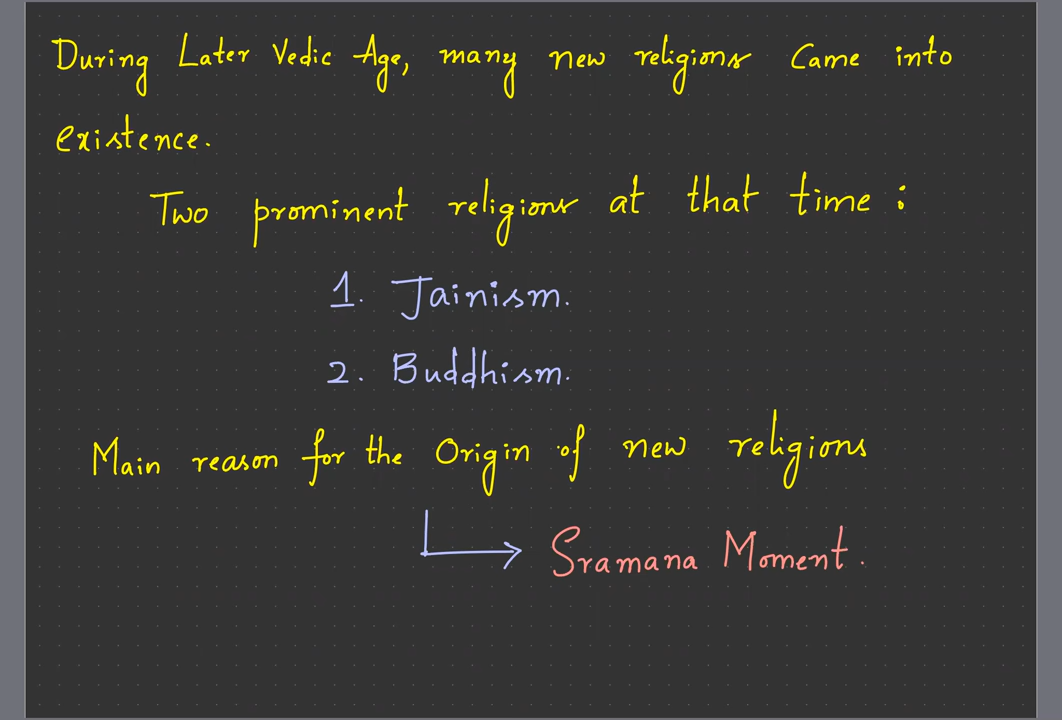 During Later Vedic Age, many new religions Came into
existence.
Two prominent religions at that time :
1. Jainism.
2. Buddhism.
Main reason for the Origin of new religions
Sramana Moment.